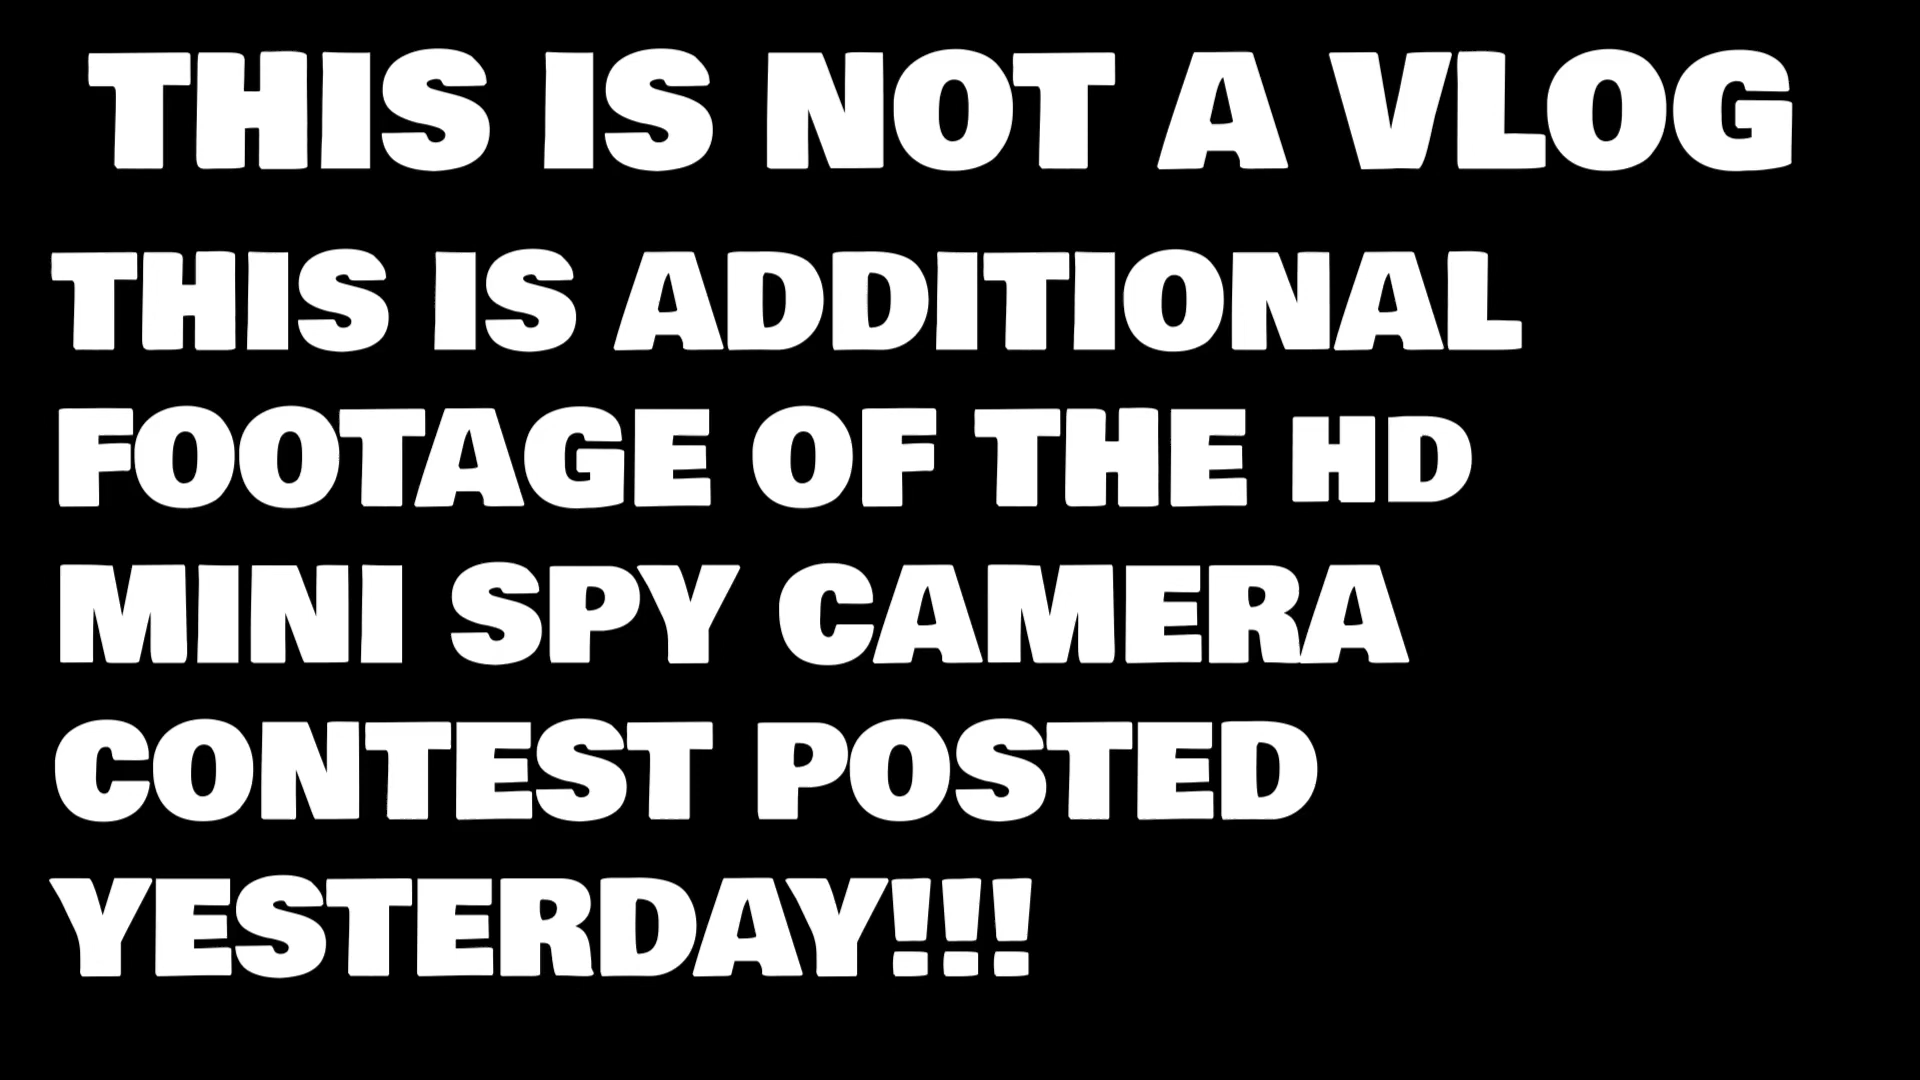 THIS IS NOT A VLOG
THIS IS ADDITIONAL
FOOTAGE OF THE HD
MINI SPY CAMERA
CONTEST POSTED
YESTERDAY!!!